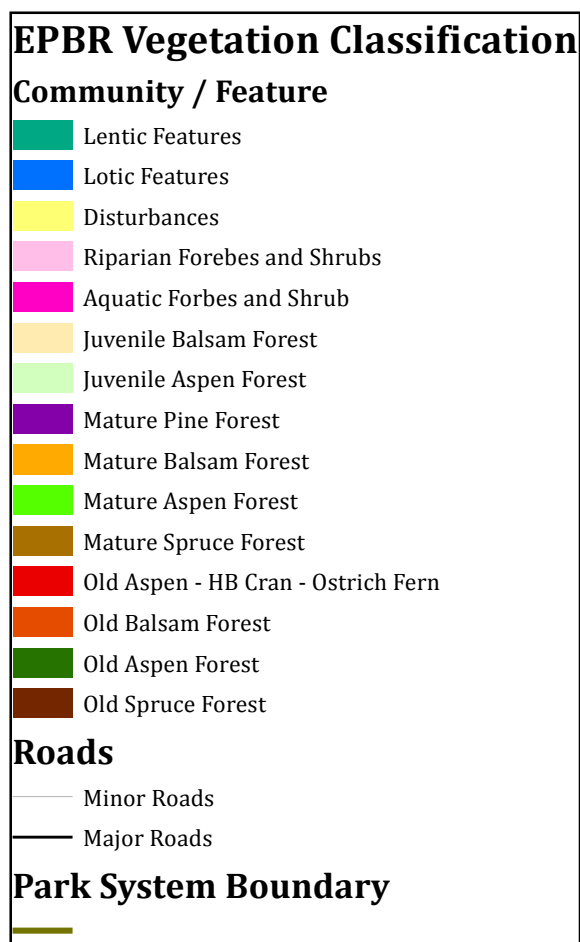 EPBR Vegetation Classification
Community / Feature
Lentic Features
Lotic Features
Disturbances
Riparian Forebes and Shrubs
Aquatic Forbes and Shrub
Juvenile Balsam Forest
Juvenile Aspen Forest
Mature Pine Forest
Mature Balsam Forest
Mature Aspen Forest
Mature Spruce Forest
Old Aspen - HB Cran - Ostrich Fern
Old Balsam Forest
Old Aspen Forest
Old Spruce Forest
Roads
Minor Roads
Major Roads
Park System Boundary